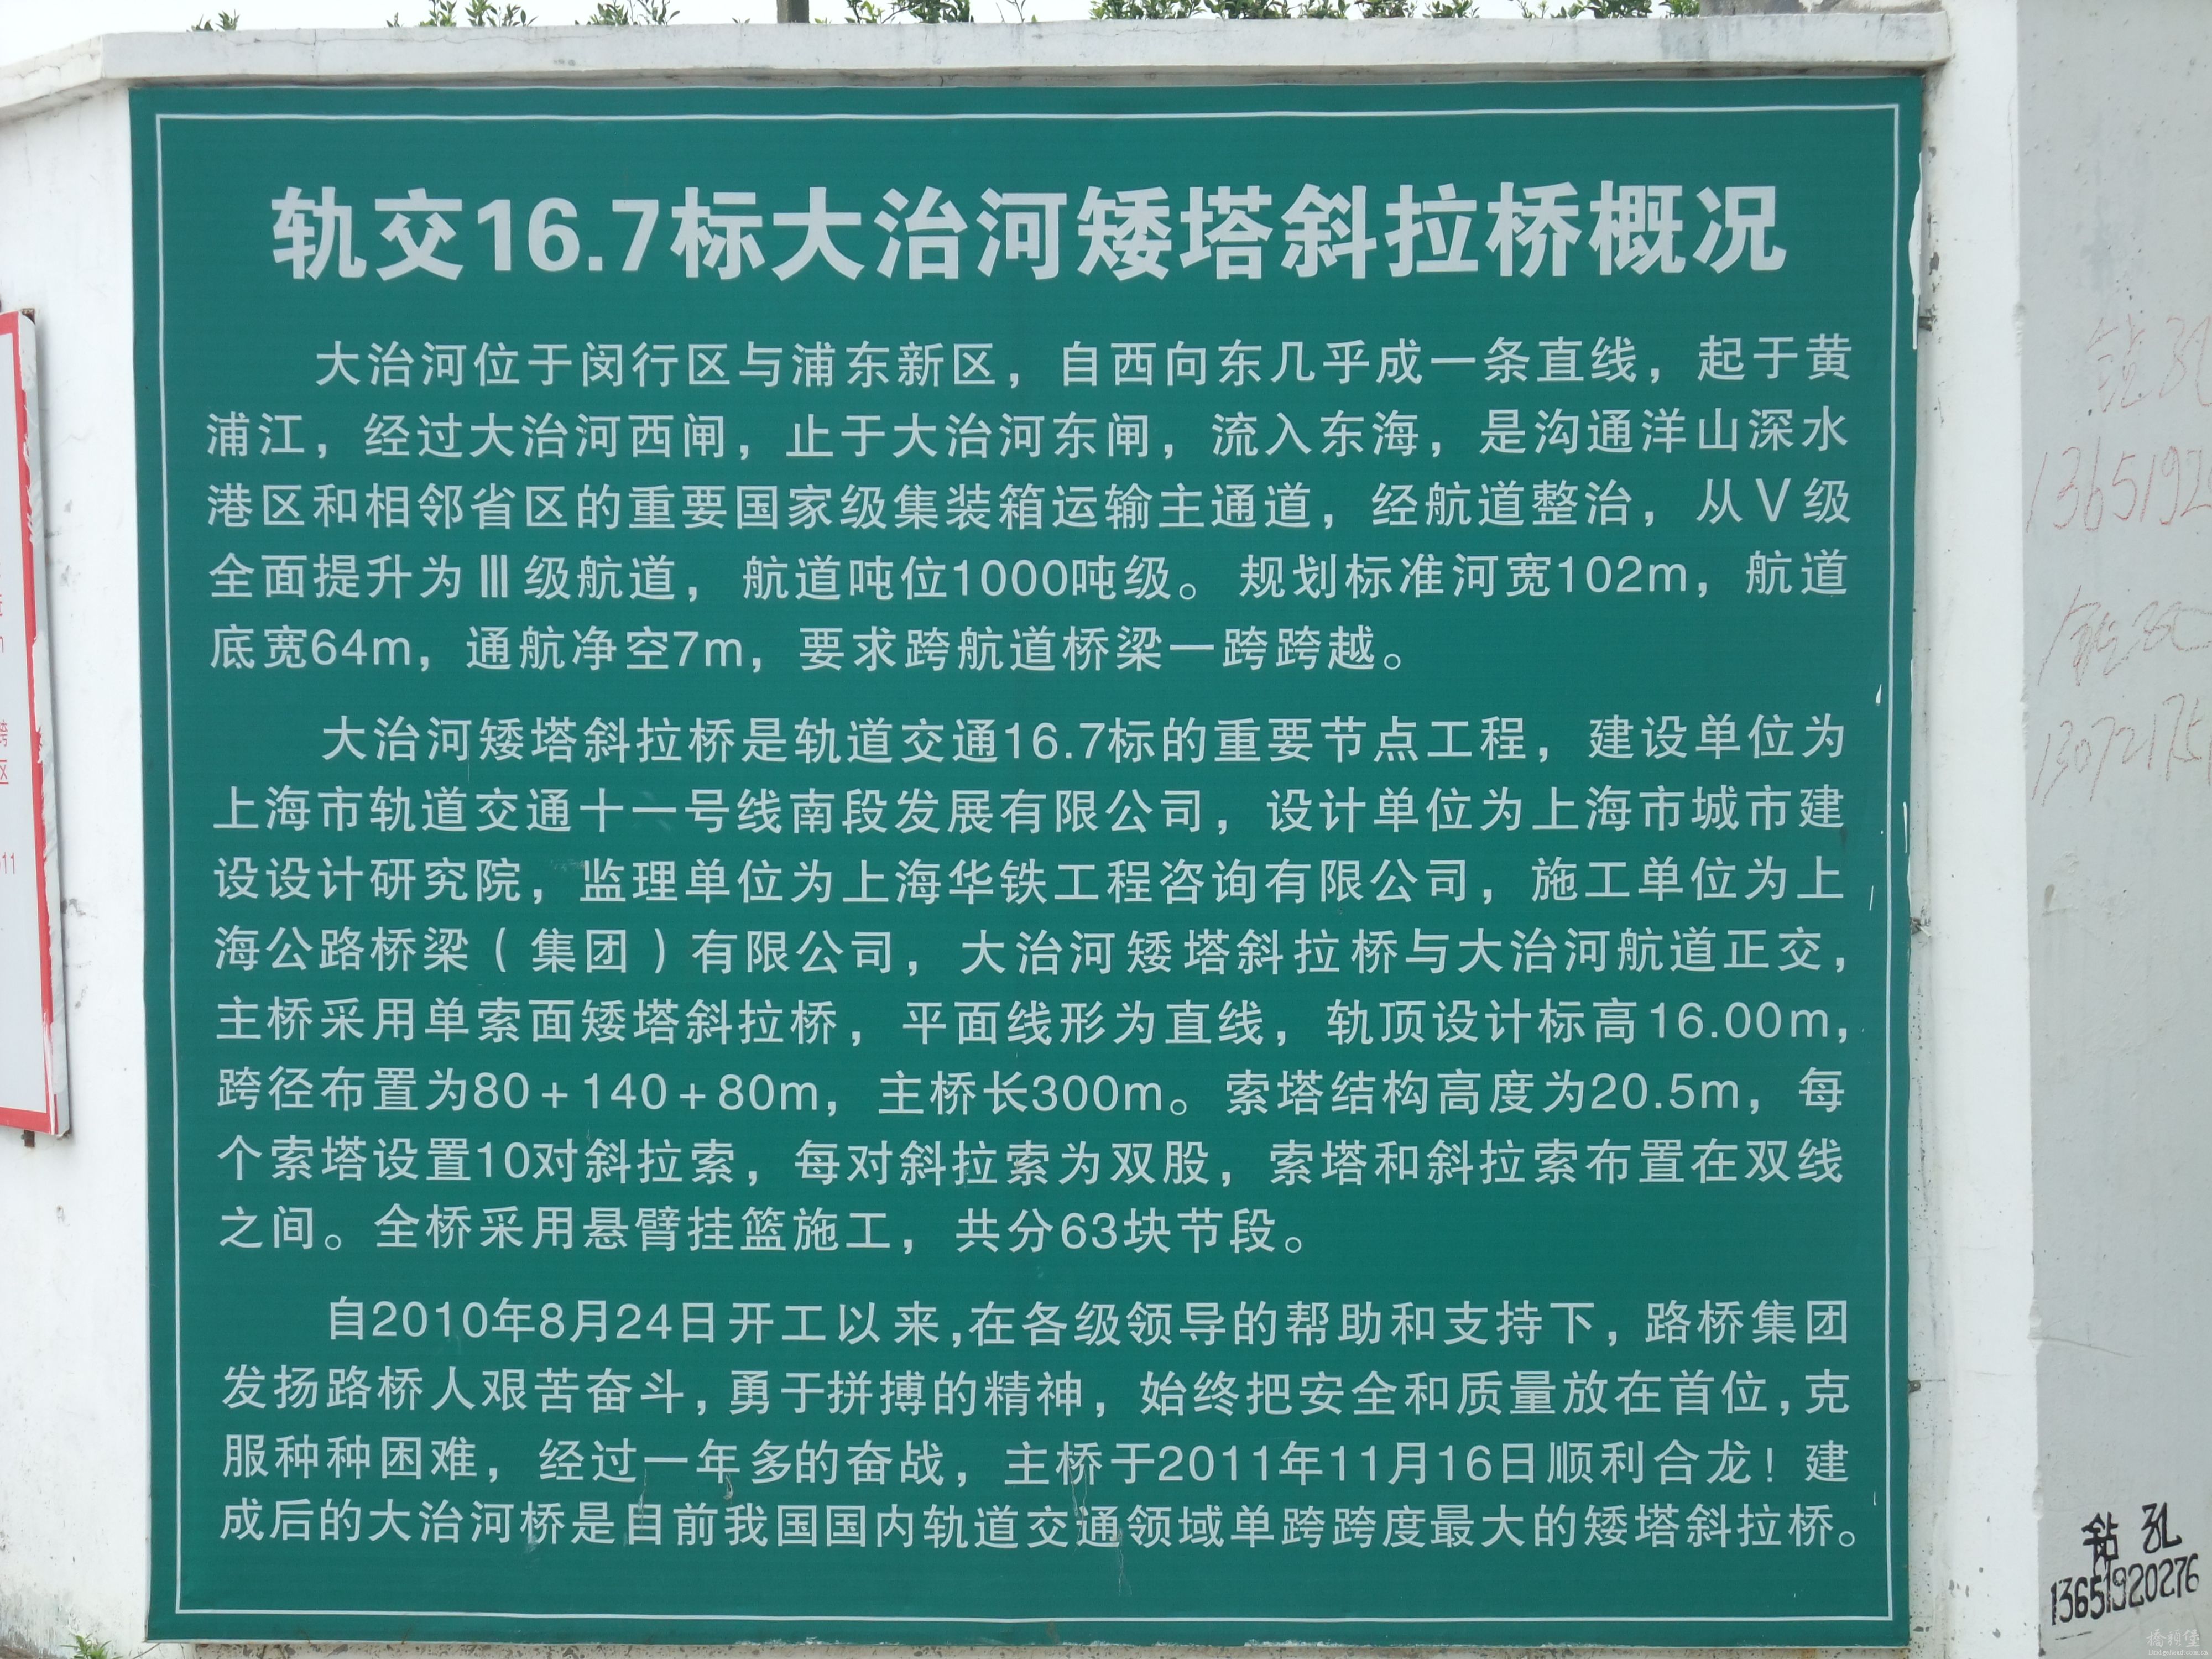 轨交16.7标大治河矮塔斜拉桥概况
大治河位于闵行区与浦东新区，自西向东几乎成一条直线，起于黄
浦江，经过大治河西闸，止于大治河东闸，流入东海，是沟通洋山深水
港区和相邻省区的重要国家级集装箱运输主通道，经航道整治，从Ⅴ级
全面提升为Ⅲ级航道，航道吨位1000吨级。规划标准河宽102m，航道
底宽64m，通航净空7m，要求跨航道桥梁一跨跨越。
大治河矮塔斜拉桥是轨道交通16.7标的重要节点工程，建设单位为
上海市轨道交通十一号线南段发展有限公司，设计单位为上海市城市建
设设计研究院，监理单位为上海华铁工程咨询有限公司，施工单位为上
海公路桥梁（集团）有限公司，大治河矮塔斜拉桥与大治河航道正交，
主桥采用单索面矮塔斜拉桥，平面线形为直线，轨顶设计标高16.00m，
跨径布置为80+140+80m，主桥长300m。索塔结构高度为20.5m，每
个索塔设置10对斜拉索，每对斜拉索为双股，索塔和斜拉索布置在双线
之间。全桥采用悬臂挂篮施工，共分63块节段。
自2010年8月24日开工以来,在各级领导的帮助和支持下，路桥集团
发扬路桥人艰苦奋斗,勇于拼搏的精神，始终把安全和质量放在首位,克
服种种困难，经过一年多的奋战，主桥于2011年11月16日顺利合龙！建
成后的大治河桥是目前我国国内轨道交通领域单跨跨度最大的矮塔斜拉桥。
跨
区
11
钻孔
1365192
钻孔
13072175
钻孔
13651920276
桥头堡